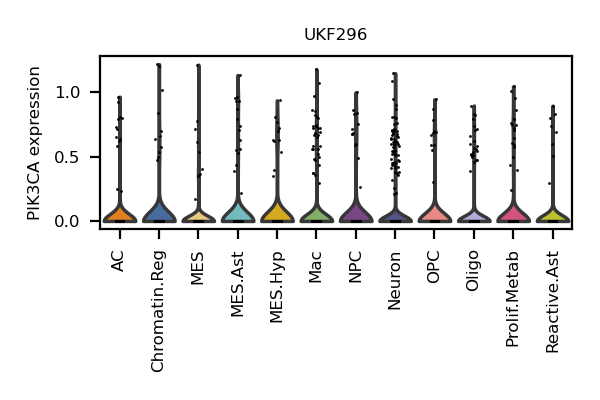 UKF296
PIK3CA expression
1.0
0.5
0.0
AC
Chromatin.Reg
MES
MES.Ast
MES.Hyp
Mac
NPC
Neuron
OPC
Oligo
Prolif.Metab
Reactive.Ast